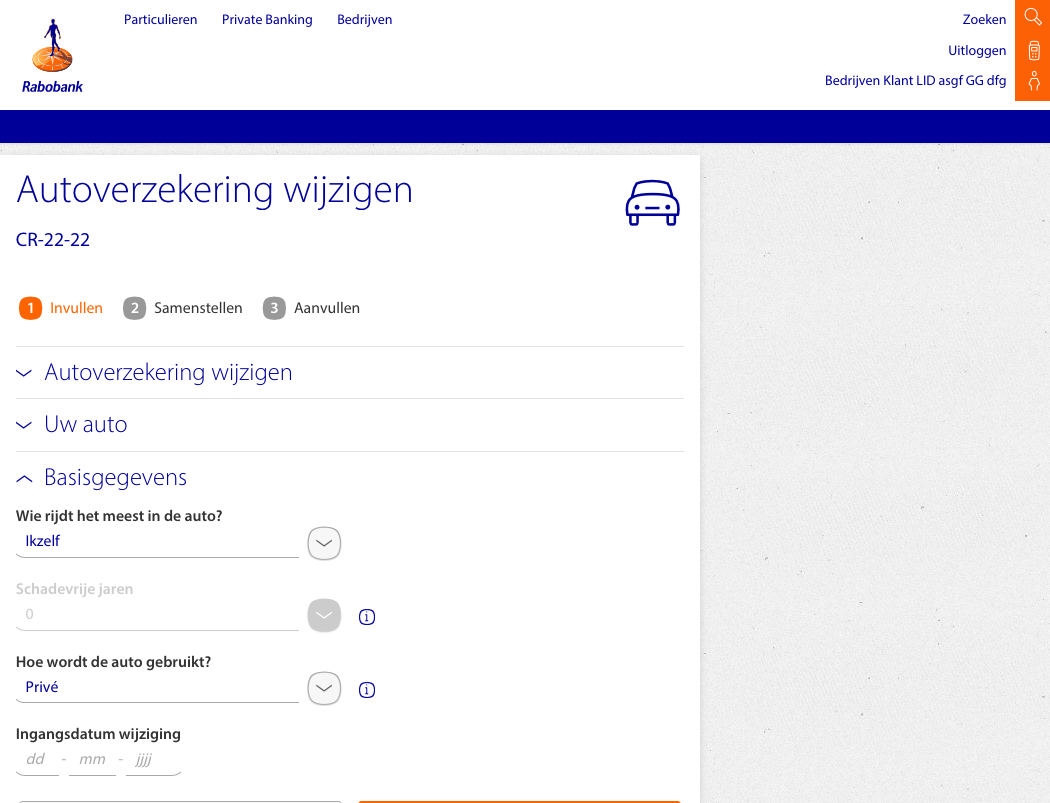 Particulieren Private Banking Bedrijven
Zoeken
Uitloggen
Bedrijven Klant LID asgf GG dfg
Rabobank
Autoverzekering wijzigen
CR-22-22
1 Invullen 2 Samenstellen 3 Aanvullen
Autoverzekering wijzigen
Uw auto
Basisgegevens
Wie rijdt het meest in de auto?
Ikzelf
Schadevrije jaren
0
i
Hoe wordt de auto gebruikt?
Privé
i
Ingangsdatum wijziging
dd - mm - jjjj